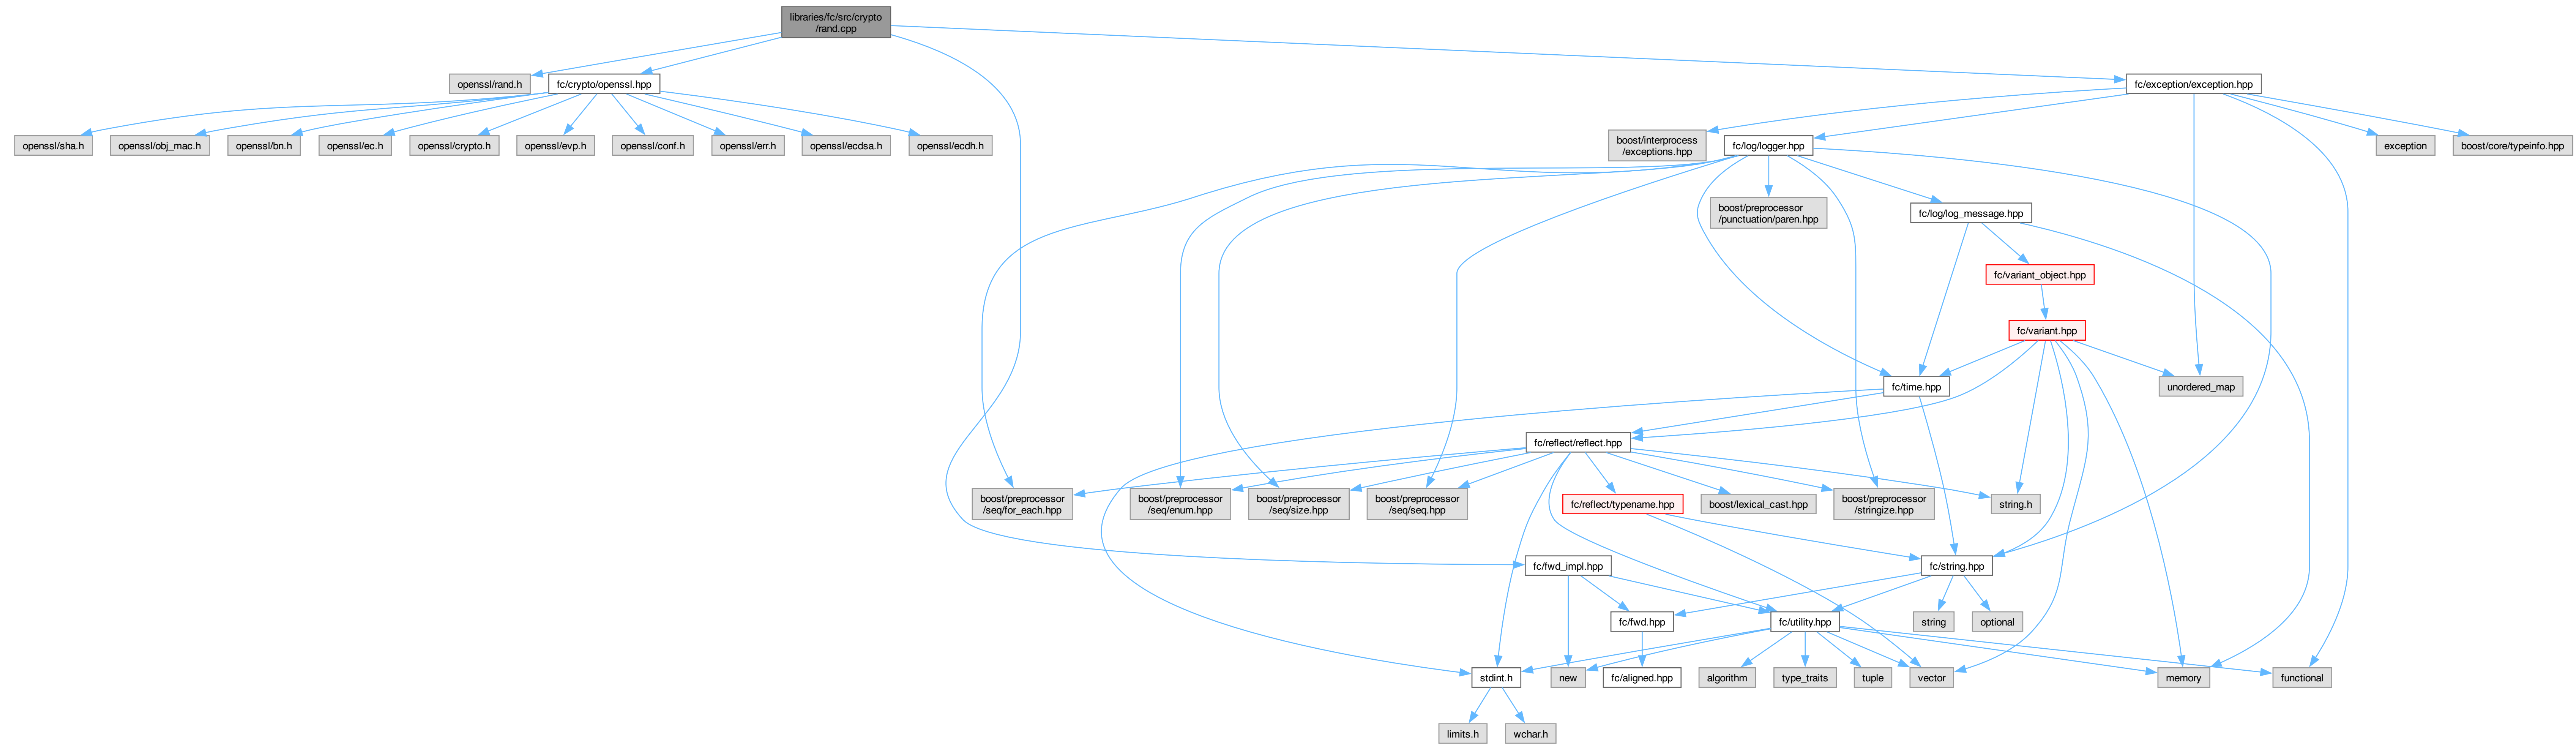 libraries/fc/src/crypto
/rand.cpp
openssl/rand.h
fc/crypto/openssl.hpp
fc/exception/exception.hpp
openssl/sha.h
openssl/obj_mac.h
openssl/bn.h
openssl/ec.h
openssl/crypto.h
openssl/evp.h
openssl/conf.h
openssl/err.h
openssl/ecdsa.h
openssl/ecdh.h
boost/interprocess
/exceptions.hpp
fc/log/logger.hpp
exception
boost/core/typeinfo.hpp
boost/preprocessor
/punctuation/paren.hpp
fc/log/log_message.hpp
fc/variant_object.hpp
fc/variant.hpp
fc/time.hpp
unordered_map
fc/reflect/reflect.hpp
boost/preprocessor
/seq/for_each.hpp
boost/preprocessor
/seq/enum.hpp
boost/preprocessor
/seq/size.hpp
boost/preprocessor
/seq/seq.hpp
fc/reflect/typename.hpp
boost/lexical_cast.hpp
boost/preprocessor
/stringize.hpp
string.h
fc/fwd_impl.hpp
fc/string.hpp
fc/fwd.hpp
fc/utility.hpp
string
optional
stdint.h
new
fc/aligned.hpp
algorithm
type_traits
tuple
vector
memory
functional
limits.h
wchar.h